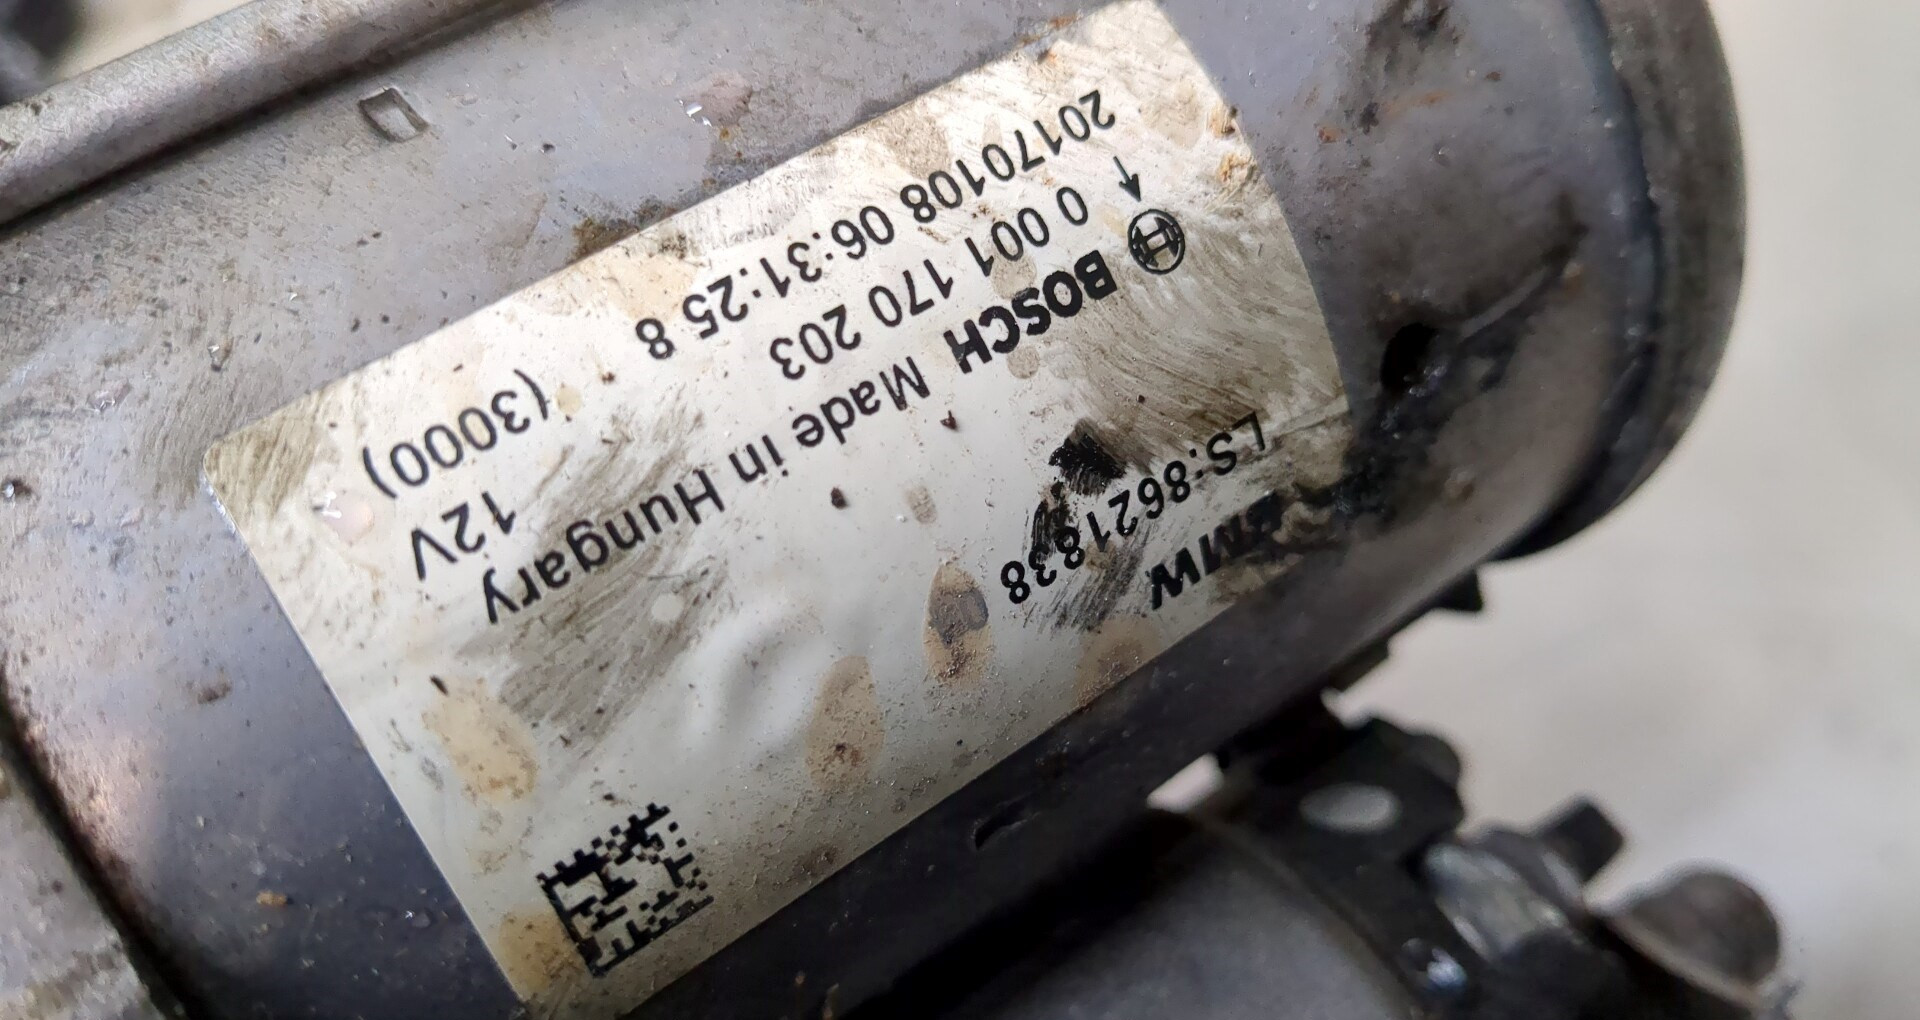 BMW
LS:8621838
BOSCH Made in Hungary
0 001 170 203 12V
20170108 06:31:25 8 (3000)